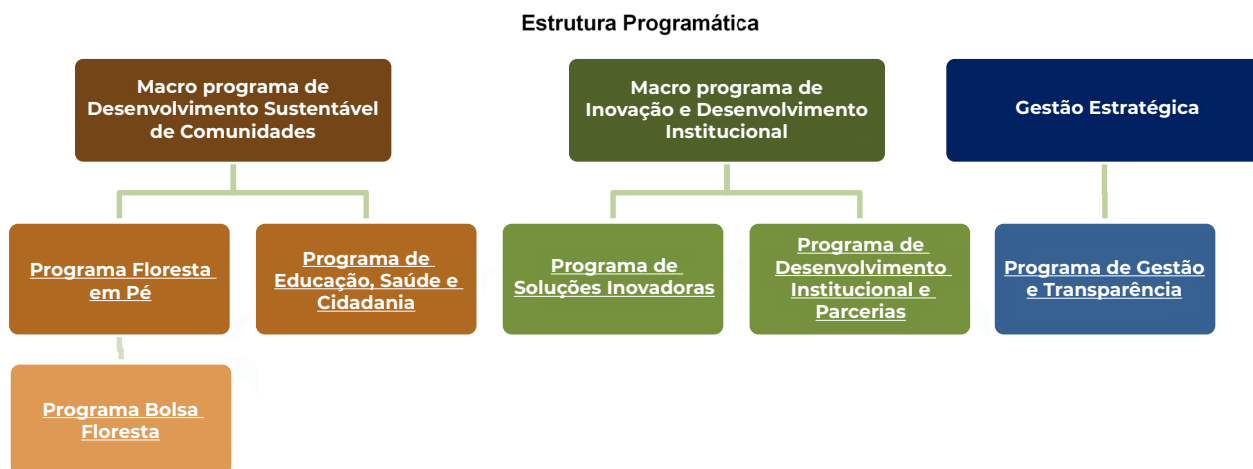 Estrutura Programática
Macro programa de
Desenvolvimento Sustentável
de Comunidades
Macro programa de
Inovação e Desenvolvimento
Institucional
Gestão Estratégica
Programa Floresta
em Pé
Programa de
Educação, Saúde e
Cidadania
Programa de
Soluções Inovadoras
Programa de
Desenvolvimento
Institucional e
Parcerias
Programa de Gestão
e Transparência
Programa Bolsa
Floresta